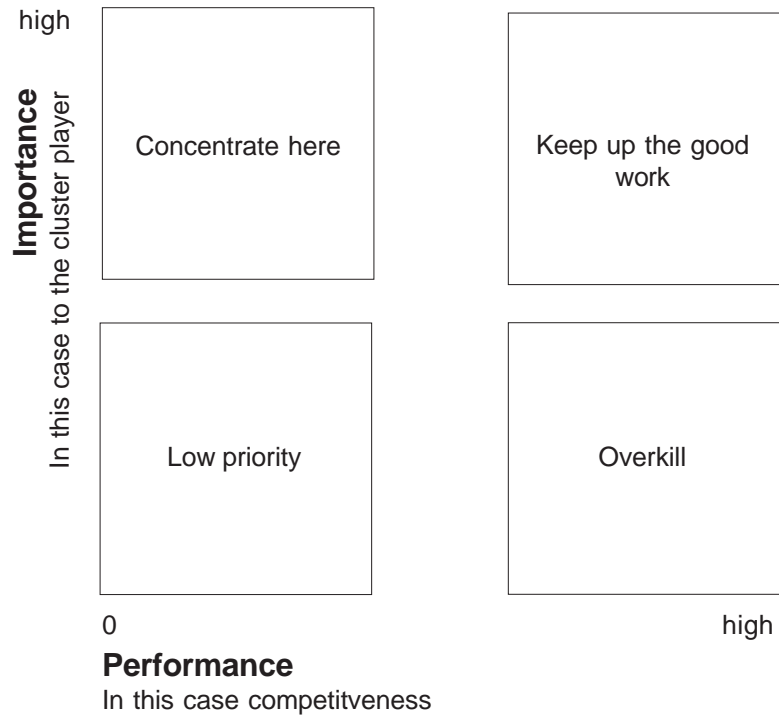 high
Importance
In this case to the cluster player
Concentrate here
Keep up the good
work
Low priority
Overkill
0
high
Performance
In this case competitveness